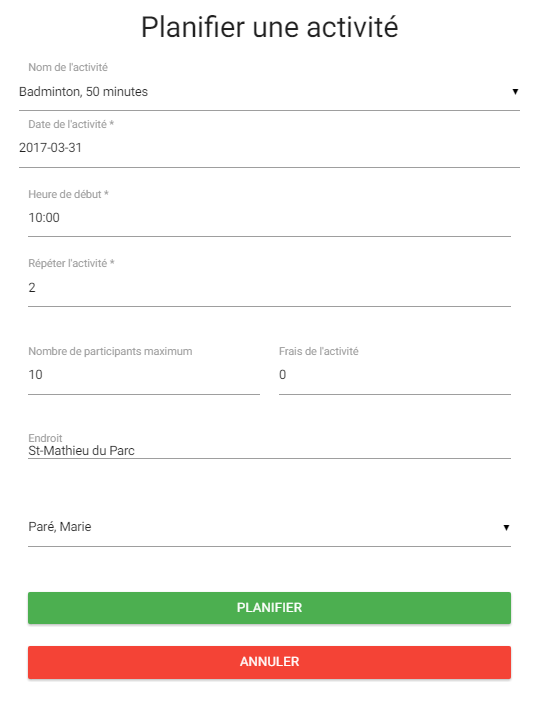 Planifier une activité
Nom de l'activité
Badminton, 50 minutes
Date de l'activité *
2017-03-31
Heure de début *
10:00
Répéter l'activité *
2
Nombre de participants maximum
10
Frais de l'activité
0
Endroit
St-Mathieu du Parc
Paré, Marie
PLANIFIER
ANNULER